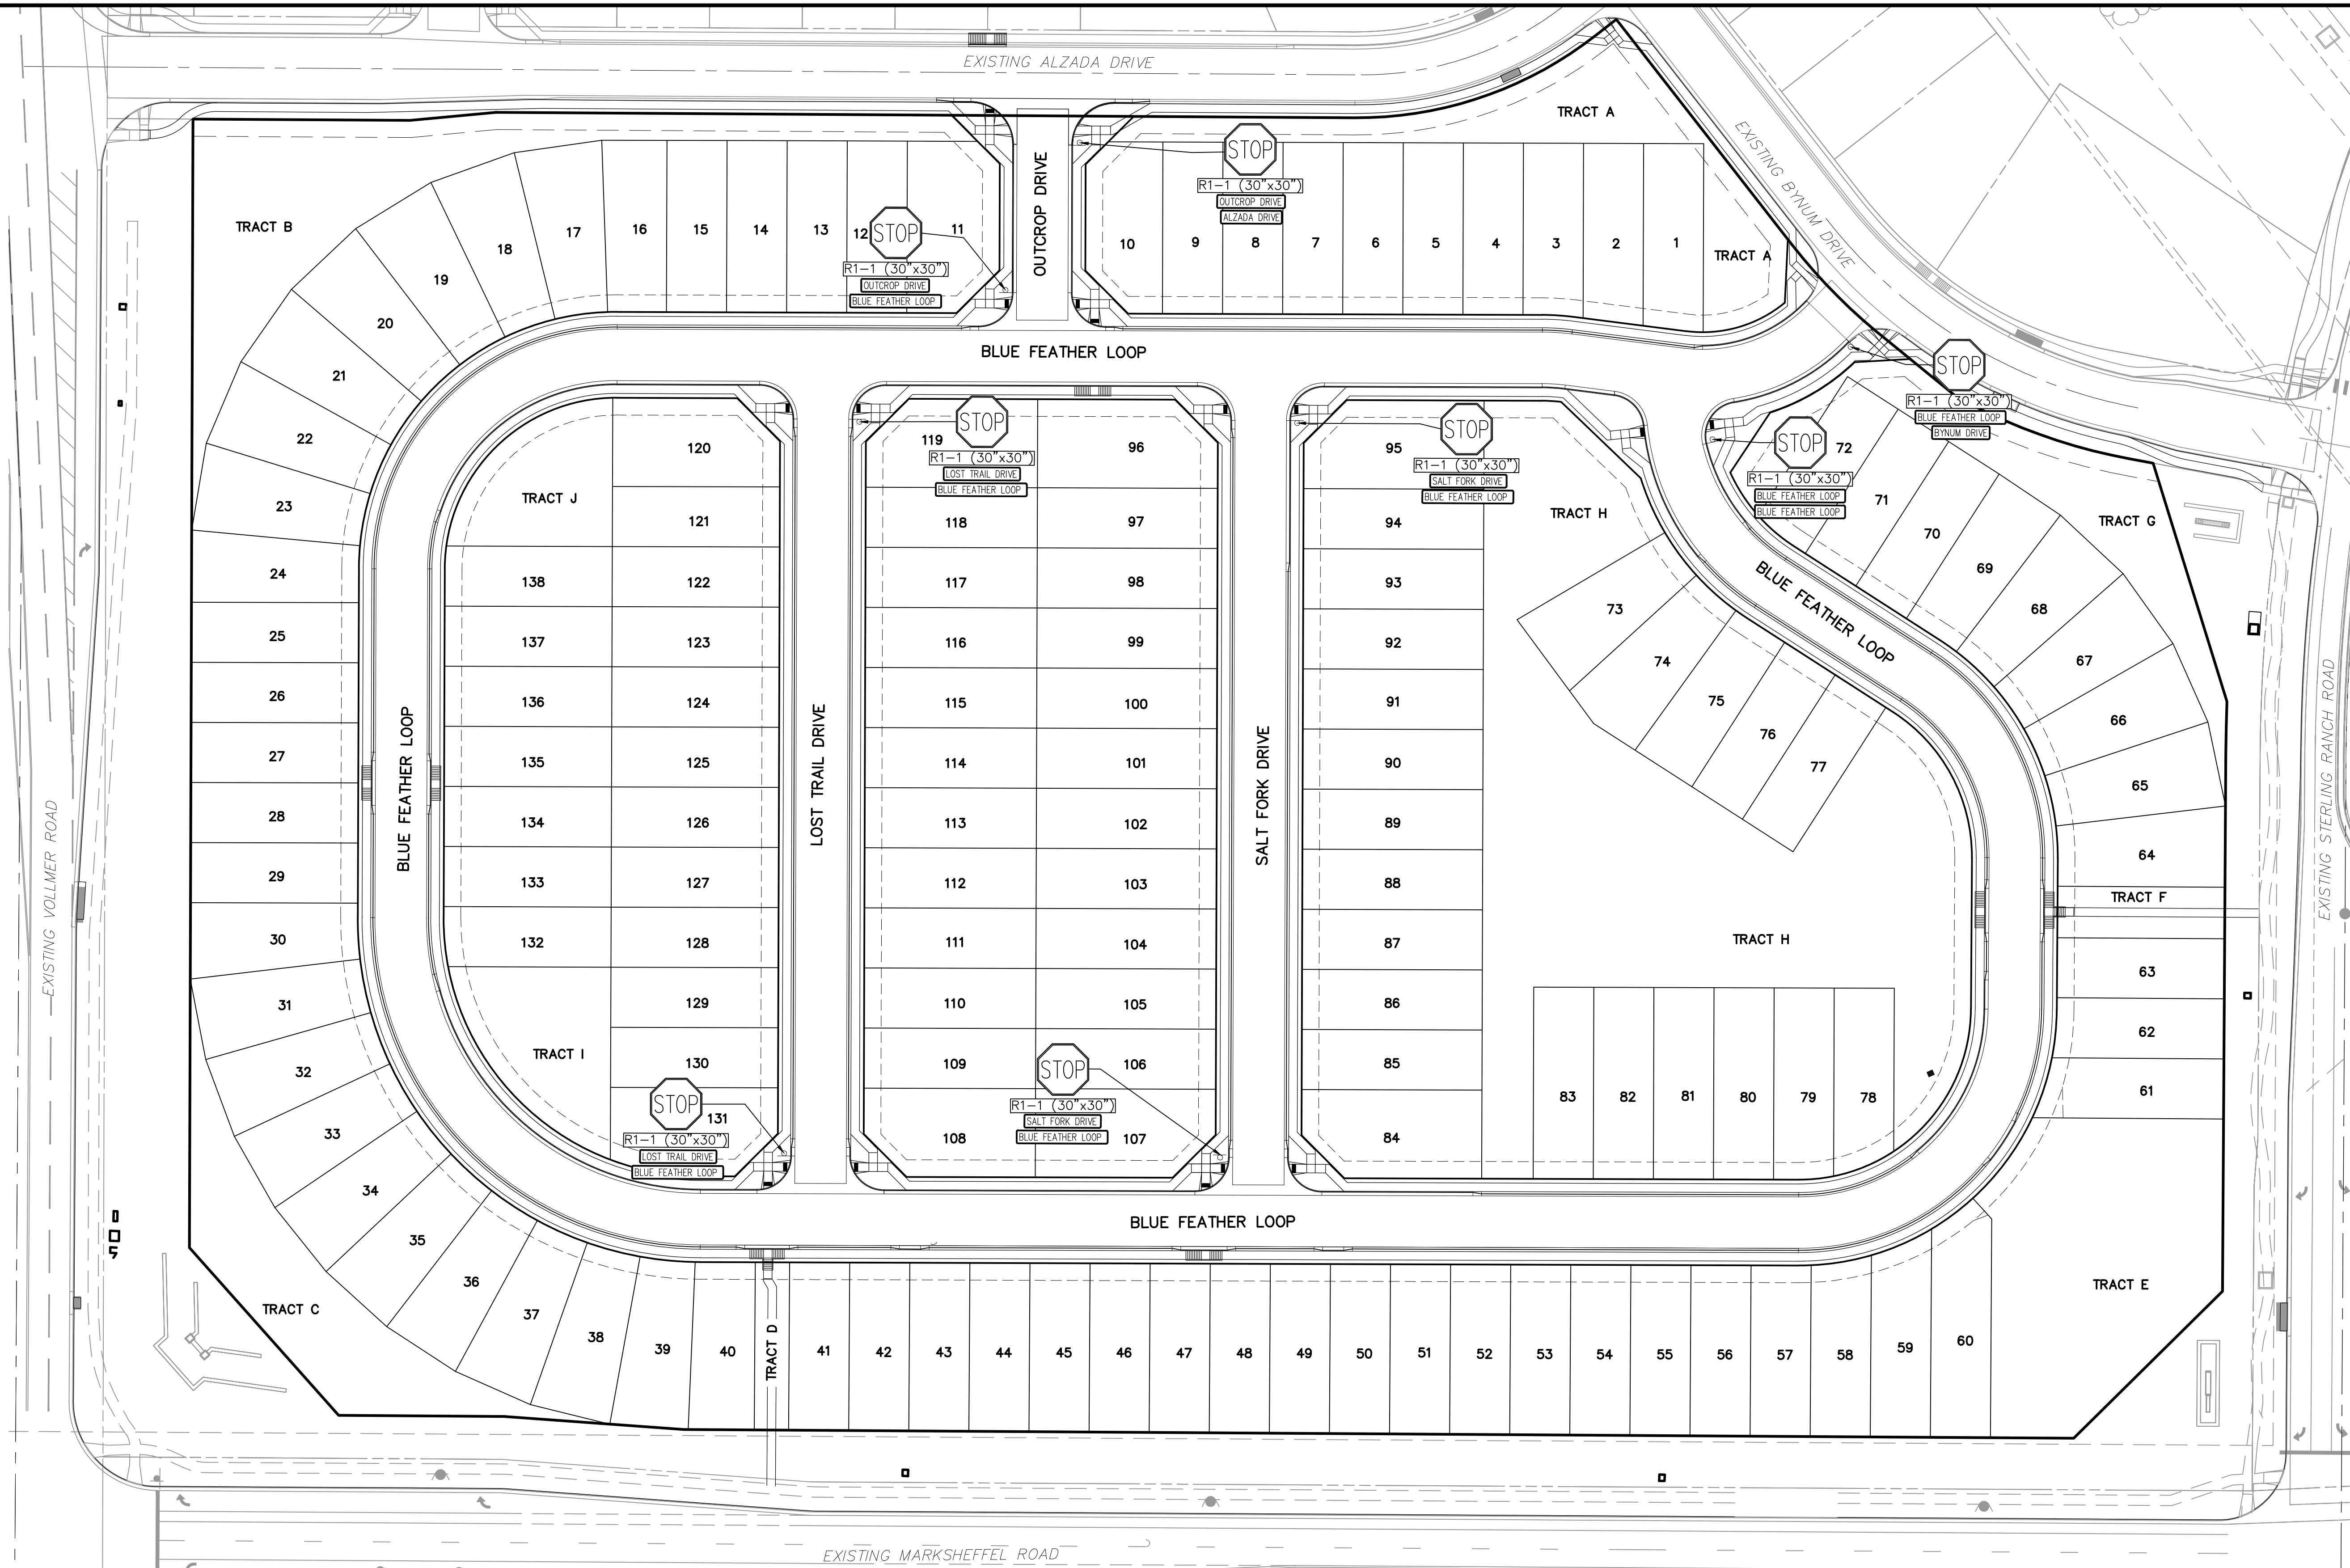 EXISTING ALZADA DRIVE
TRACT A
EXISTING BYNUM DRIVE
TRACT B
OUTCROP DRIVE
STOP
R1-1 (30"x30")
OUTCROP DRIVE
ALZADA DRIVE
STOP
R1-1 (30"x30")
OUTCROP DRIVE
BLUE FEATHER LOOP
19
18
17
16
15
14
13
12
11
10
9
8
7
6
5
4
3
2
1
TRACT A
BLUE FEATHER LOOP
STOP
R1-1 (30"x30")
BLUE FEATHER LOOP
BYNUM DRIVE
20
21
22
23
24
25
26
27
28
29
30
31
32
33
34
35
36
37
38
39
40
TRACT D
41
42
43
44
45
46
47
48
49
50
51
52
53
54
55
56
57
58
59
60
TRACT C
TRACT E
EXISTING VOLLMER ROAD
BLUE FEATHER LOOP
TRACT J
138
137
136
135
134
133
132
TRACT I
120
121
122
123
124
125
126
127
128
129
130
131
STOP
R1-1 (30"x30")
LOST TRAIL DRIVE
BLUE FEATHER LOOP
LOST TRAIL DRIVE
119
STOP
R1-1 (30"x30")
LOST TRAIL DRIVE
BLUE FEATHER LOOP
118
117
116
115
114
113
112
111
110
109
108
96
97
98
99
100
101
102
103
104
105
106
107
STOP
R1-1 (30"x30")
SALT FORK DRIVE
BLUE FEATHER LOOP
SALT FORK DRIVE
95
STOP
R1-1 (30"x30")
SALT FORK DRIVE
BLUE FEATHER LOOP
94
93
92
91
90
89
88
87
86
85
84
TRACT H
73
74
75
76
77
TRACT H
83
82
81
80
79
78
BLUE FEATHER LOOP
STOP
R1-1 (30"x30")
BLUE FEATHER LOOP
BLUE FEATHER LOOP
72
71
70
69
68
67
66
65
64
TRACT G
TRACT F
63
62
61
BLUE FEATHER LOOP
EXISTING STERLING RANCH ROAD
EXISTING MARKSHEFFEL ROAD